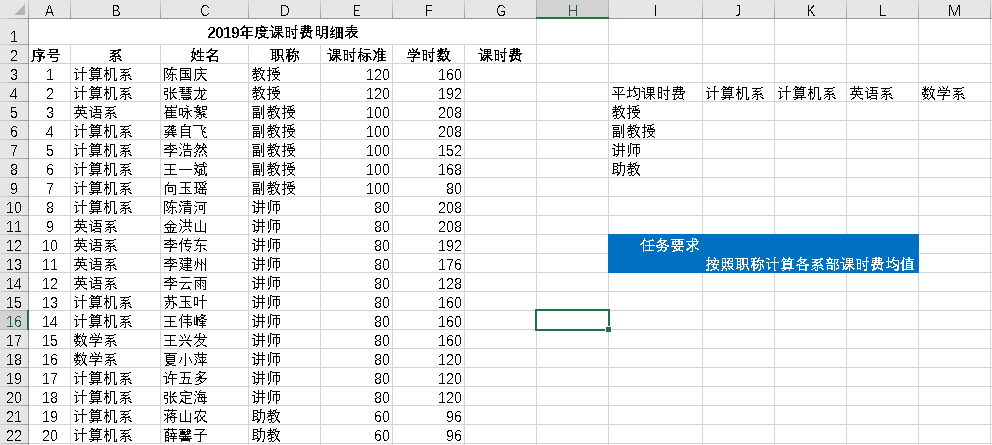 A B C D E F G H I J K L M
1 2019年度课时费明细表
2 序号 系 姓名 职称 课时标准 学时数 课时费
3 1 计算机系 陈国庆 教授 120 160
4 2 计算机系 张慧龙 教授 120 192 平均课时费 计算机系 计算机系 英语系 数学系
5 3 英语系 崔咏絮 副教授 100 208 教授
6 4 计算机系 龚自飞 副教授 100 208 副教授
7 5 计算机系 李浩然 副教授 100 152 讲师
8 6 计算机系 王一斌 副教授 100 168 助教
9 7 计算机系 向玉瑶 副教授 100 80
10 8 计算机系 陈清河 讲师 80 208
11 9 英语系 金洪山 讲师 80 208
12 10 英语系 李传东 讲师 80 192 任务要求
13 11 英语系 李建州 讲师 80 176 按照职称计算各系部课时费均值
14 12 英语系 李云雨 讲师 80 128
15 13 计算机系 苏玉叶 讲师 80 160
16 14 计算机系 王伟峰 讲师 80 160
17 15 数学系 王兴发 讲师 80 160
18 16 数学系 夏小萍 讲师 80 120
19 17 计算机系 许五多 讲师 80 120
20 18 计算机系 张定海 讲师 80 120
21 19 计算机系 蒋山农 助教 60 96
22 20 计算机系 薛馨子 助教 60 96